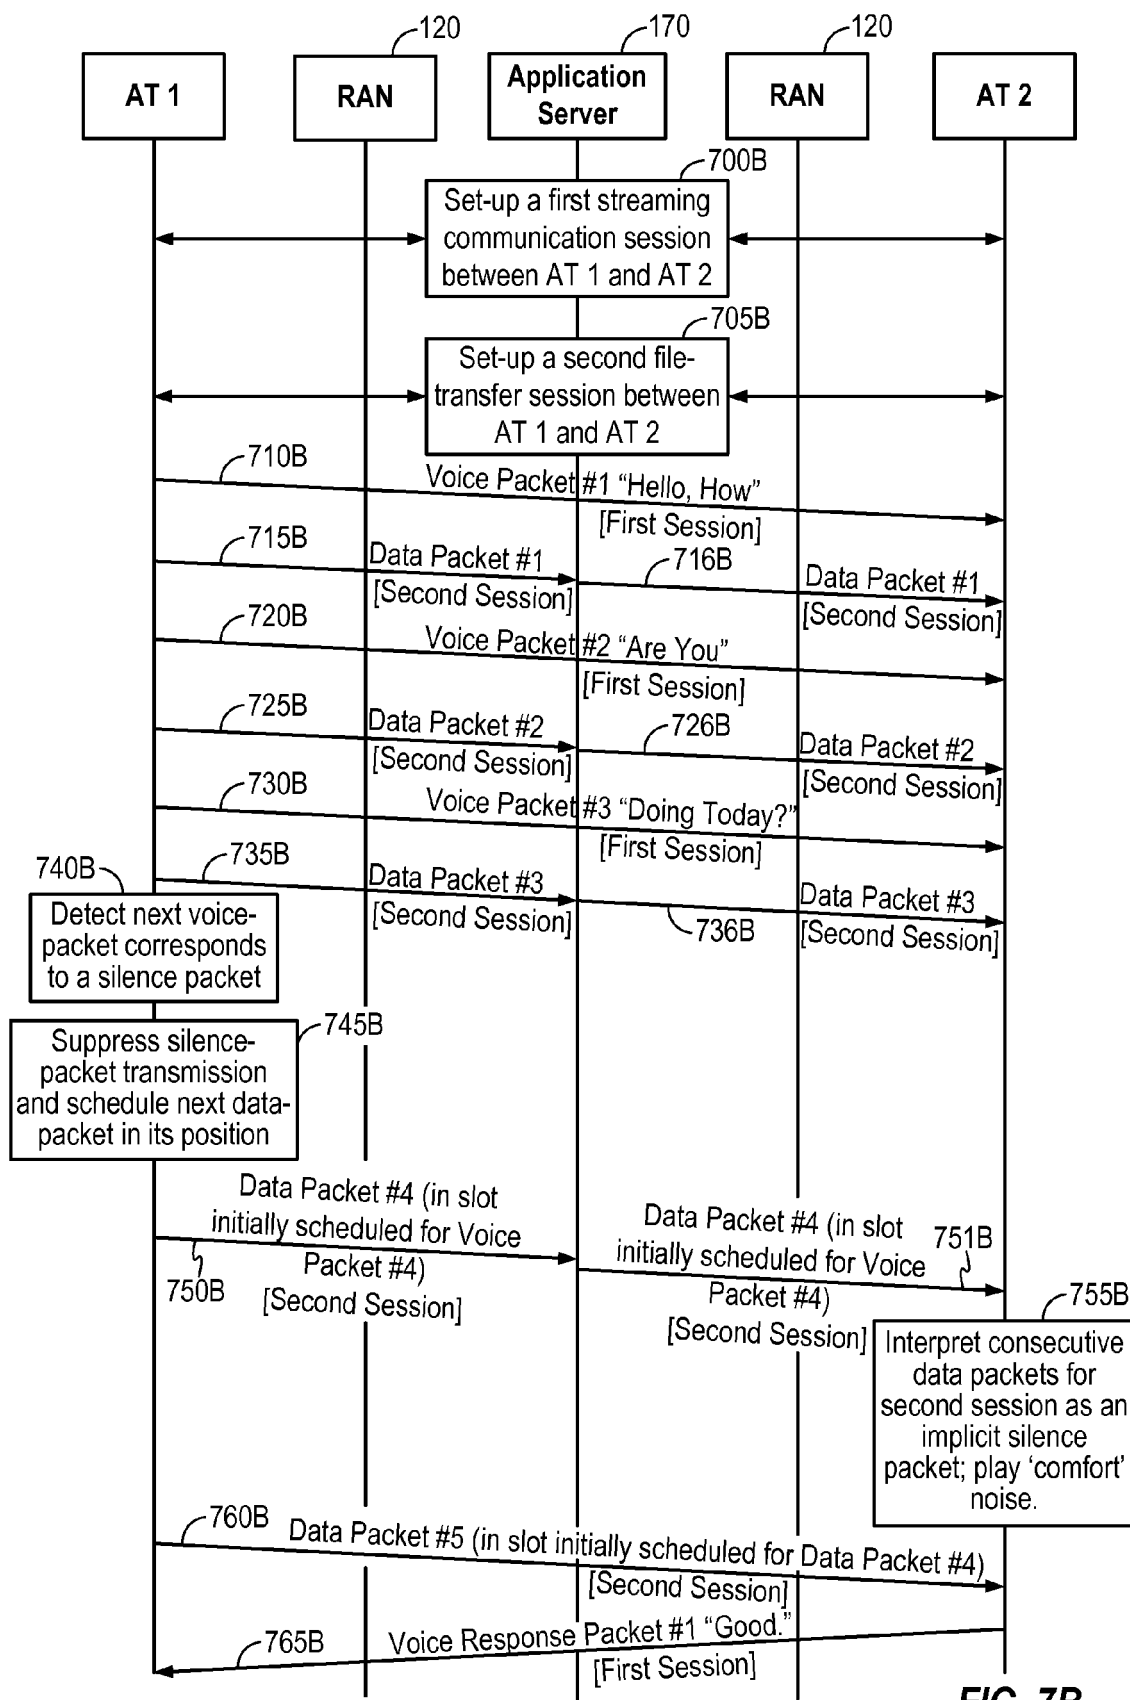 120
170
120
AT 1
RAN
Application
Server
RAN
AT 2
700B
Set-up a first streaming
communication session
between AT 1 and AT 2
705B
Set-up a second file-
transfer session between
AT 1 and AT 2
710B
Voice Packet #1 “Hello, How”
[First Session]
715B
Data Packet #1
[Second Session]
716B
Data Packet #1
[Second Session]
720B
Voice Packet #2 “Are You”
[First Session]
725B
Data Packet #2
[Second Session]
726B
Data Packet #2
[Second Session]
730B
Voice Packet #3 “Doing Today?”
[First Session]
735B
Data Packet #3
[Second Session]
736B
Data Packet #3
[Second Session]
740B
Detect next voice-
packet corresponds
to a silence packet
745B
Suppress silence-
packet transmission
and schedule next data-
packet in its position
Data Packet #4 (in slot
initially scheduled for Voice
Packet #4)
[Second Session]
750B
Data Packet #4 (in slot
initially scheduled for Voice
Packet #4)
[Second Session]
751B
755B
Interpret consecutive
data packets for
second session as an
implicit silence
packet; play ‘comfort’
noise.
760B
Data Packet #5 (in slot initially scheduled for Data Packet #4)
[Second Session]
765B
Voice Response Packet #1 “Good.”
[First Session]
FIG. 7B